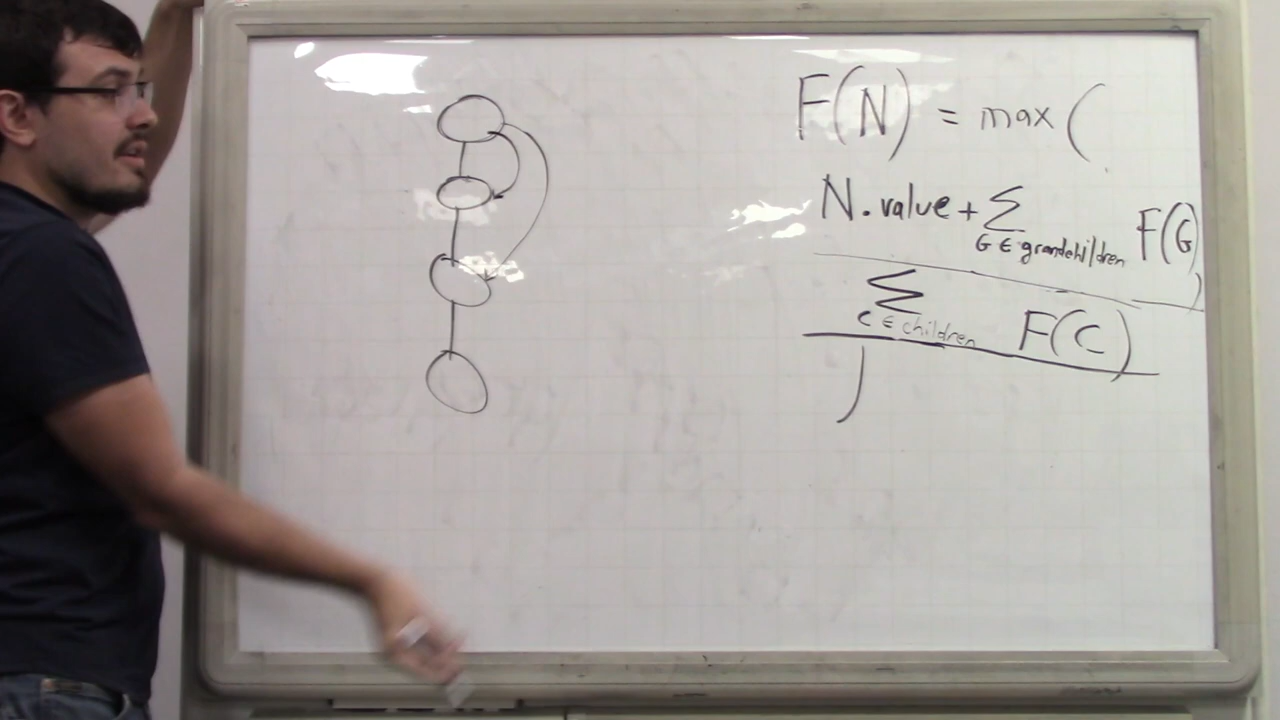 F(N) = max (
N.value + Σ F(G)
G ∈ grandchildren
)
Σ F(C)
C ∈ children
)